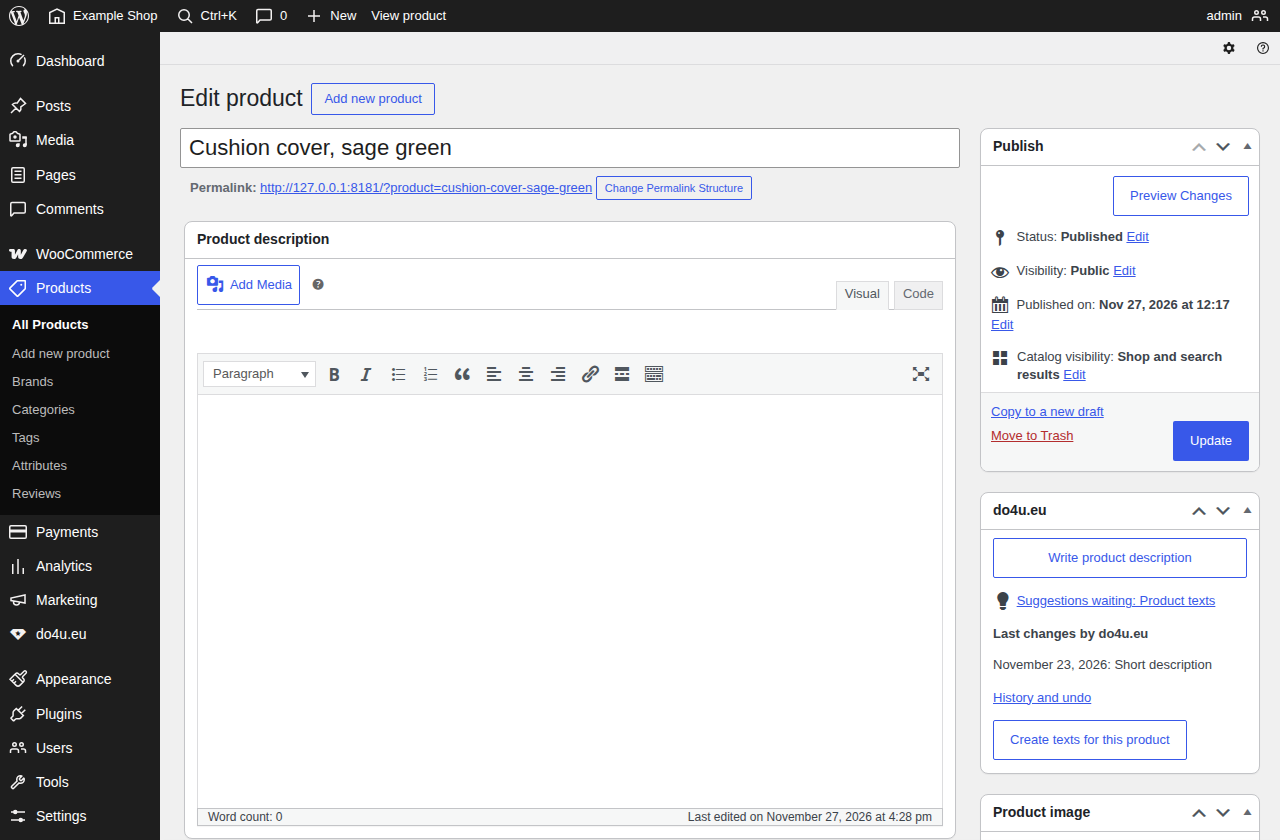 Example Shop
Ctrl+K
0
New
View product
admin
Dashboard
Posts
Media
Pages
Comments
WooCommerce
Products
All Products
Add new product
Brands
Categories
Tags
Attributes
Reviews
Payments
Analytics
Marketing
do4u.eu
Appearance
Plugins
Users
Tools
Settings
Edit product
Add new product
Cushion cover, sage green
Permalink: http://127.0.0.1:8181/?product=cushion-cover-sage-green Change Permalink Structure
Product description
Add Media
Visual
Code
Paragraph
Word count: 0
Last edited on November 27, 2026 at 4:28 pm
Publish
Preview Changes
Status: Published Edit
Visibility: Public Edit
Published on: Nov 27, 2026 at 12:17
Edit
Catalog visibility: Shop and search
results Edit
Copy to a new draft
Move to Trash
Update
do4u.eu
Write product description
Suggestions waiting: Product texts
Last changes by do4u.eu
November 23, 2026: Short description
History and undo
Create texts for this product
Product image